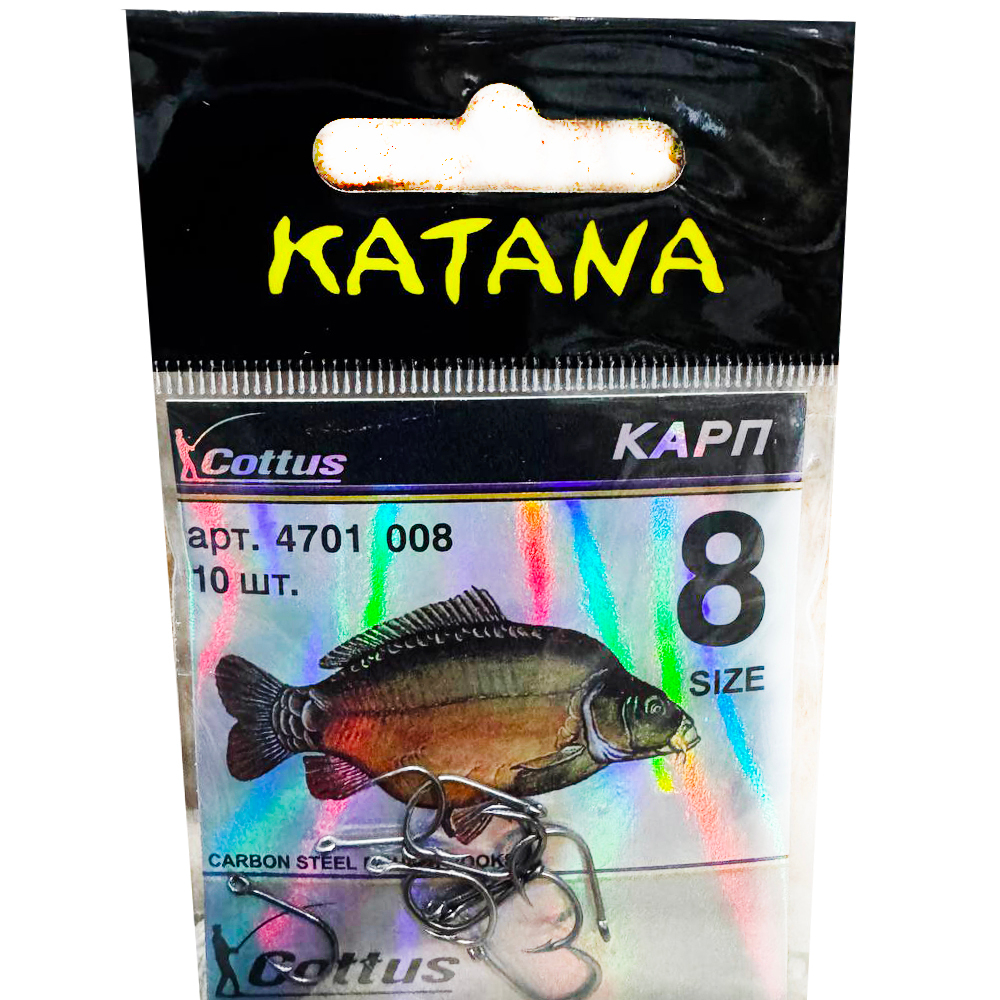 KATANA
Cottus
КАРП
арт. 4701 008
10 шт.
8
SIZE
CARBON STEEL
Cottus